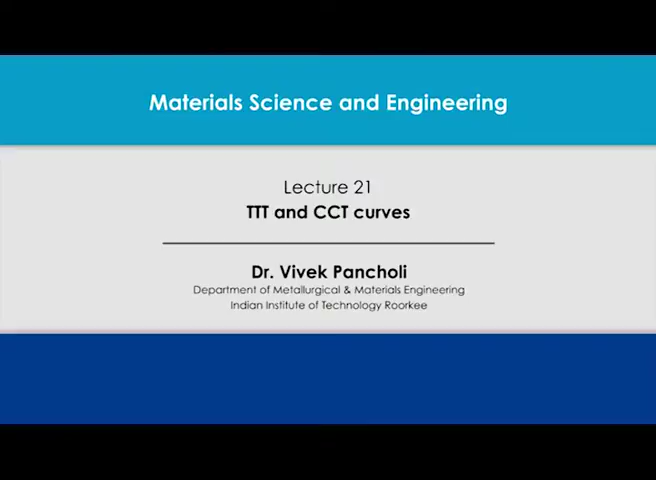 Materials Science and Engineering
Lecture 21
TTT and CCT curves
Dr. Vivek Pancholi
Department of Metallurgical & Materials Engineering
Indian Institute of Technology Roorkee